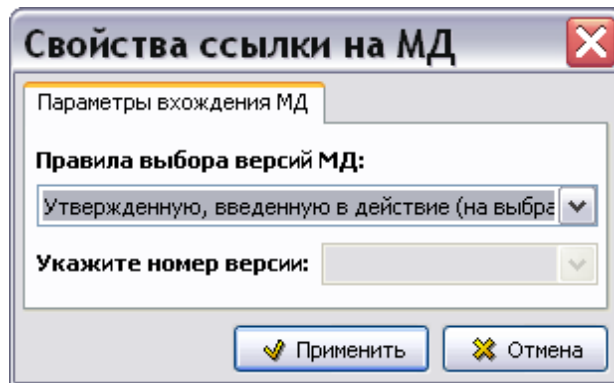 Свойства ссылки на МД
Параметры вхождения МД
Правила выбора версий МД:
Утвержденную, введенную в действие (на выбра
Укажите номер версии:
Применить Отмена